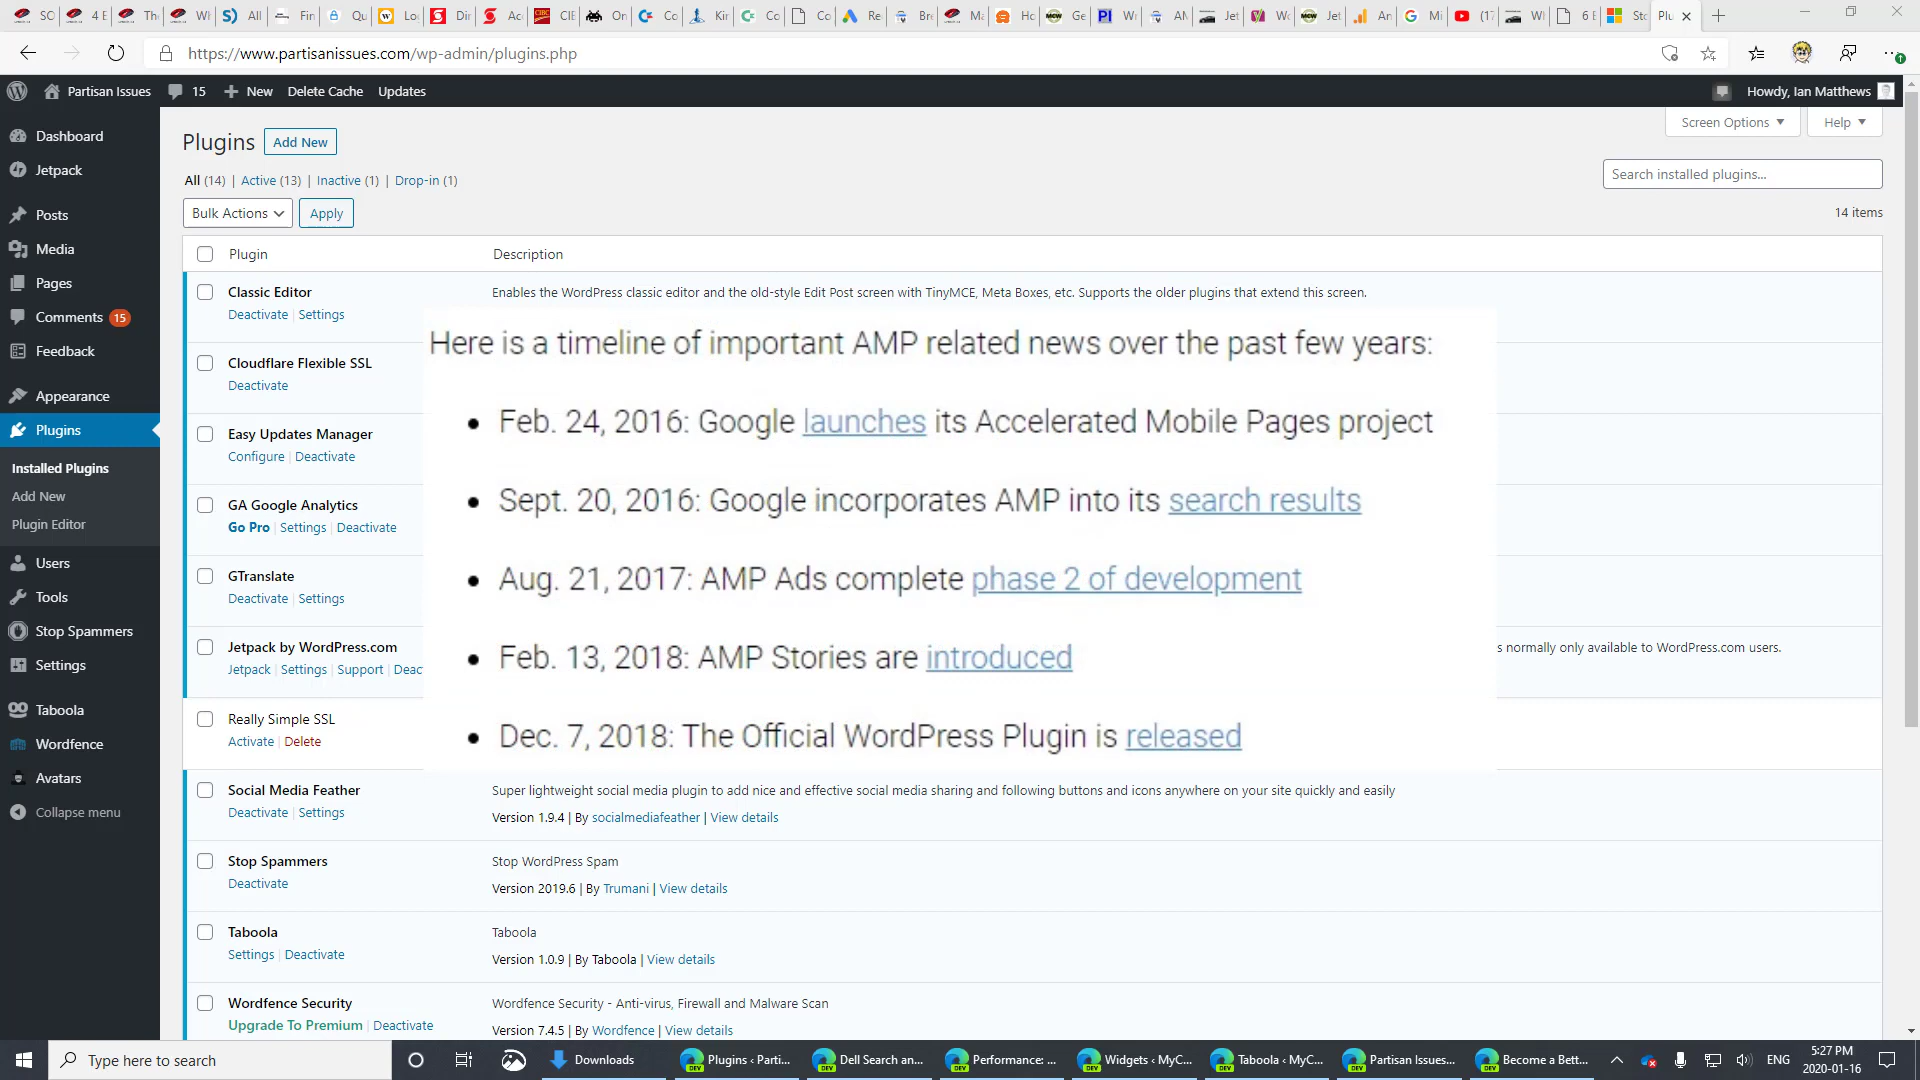 https://www.partisanissues.com/wp-admin/plugins.php
Partisan Issues 15 New Delete Cache Updates Howdy, Ian Matthews
Dashboard
Jetpack
Posts
Media
Pages
Comments 15
Feedback
Appearance
Plugins
Installed Plugins
Add New
Plugin Editor
Users
Tools
Stop Spammers
Settings
Taboola
Wordfence
Avatars
Collapse menu
Screen Options Help
Plugins Add New
All (14) | Active (13) | Inactive (1) | Drop-in (1)
Search installed plugins...
Bulk Actions Apply
14 items
Plugin Description
Classic Editor Enables the WordPress classic editor and the old-style Edit Post screen with TinyMCE, Meta Boxes, etc. Supports the older plugins that extend this screen.
Deactivate | Settings
Cloudflare Flexible SSL
Deactivate
Easy Updates Manager
Configure | Deactivate
GA Google Analytics
Go Pro | Settings | Deactivate
GTranslate
Deactivate | Settings
Jetpack by WordPress.com s normally only available to WordPress.com users.
Jetpack | Settings | Support | Deac
Really Simple SSL
Activate | Delete
Here is a timeline of important AMP related news over the past few years:
• Feb. 24, 2016: Google launches its Accelerated Mobile Pages project
• Sept. 20, 2016: Google incorporates AMP into its search results
• Aug. 21, 2017: AMP Ads complete phase 2 of development
• Feb. 13, 2018: AMP Stories are introduced
• Dec. 7, 2018: The Official WordPress Plugin is released
Social Media Feather Super lightweight social media plugin to add nice and effective social media sharing and following buttons and icons anywhere on your site quickly and easily
Deactivate | Settings Version 1.9.4 | By socialmediafeather | View details
Stop Spammers Stop WordPress Spam
Deactivate Version 2019.6 | By Trumani | View details
Taboola Taboola
Settings | Deactivate Version 1.0.9 | By Taboola | View details
Wordfence Security Wordfence Security - Anti-virus, Firewall and Malware Scan
Upgrade To Premium | Deactivate Version 7.4.5 | By Wordfence | View details
Type here to search
Downloads
Plugins ‹ Parti...
Dell Search an...
Performance: ...
Widgets ‹ MyC...
Taboola ‹ MyC...
Partisan Issues...
Become a Bett...
ENG
5:27 PM
2020-01-16